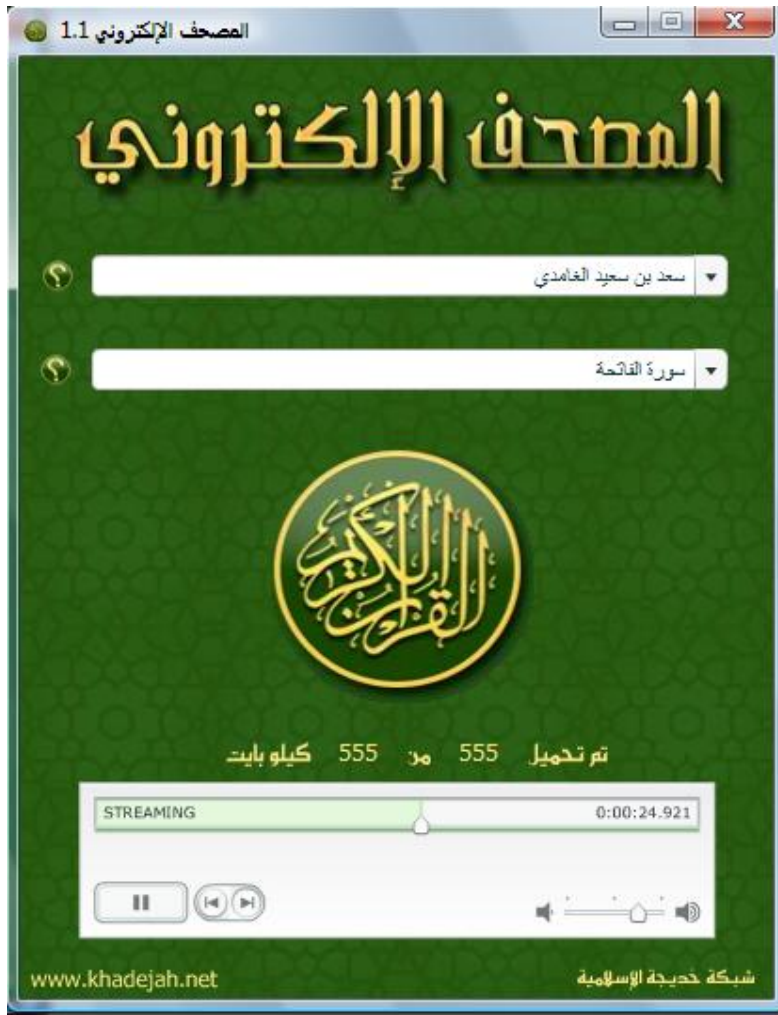 المصحف الإلكتروني 1.1
المصحف الإلكتروني
سعد بن سعيد الغامدي
سورة الفاتحة
القرآن الكريم
تم تحميل 555 من 555 كيلو بايت
STREAMING 0:00:24.921
www.khadejah.net شبكة خديجة الإسلامية